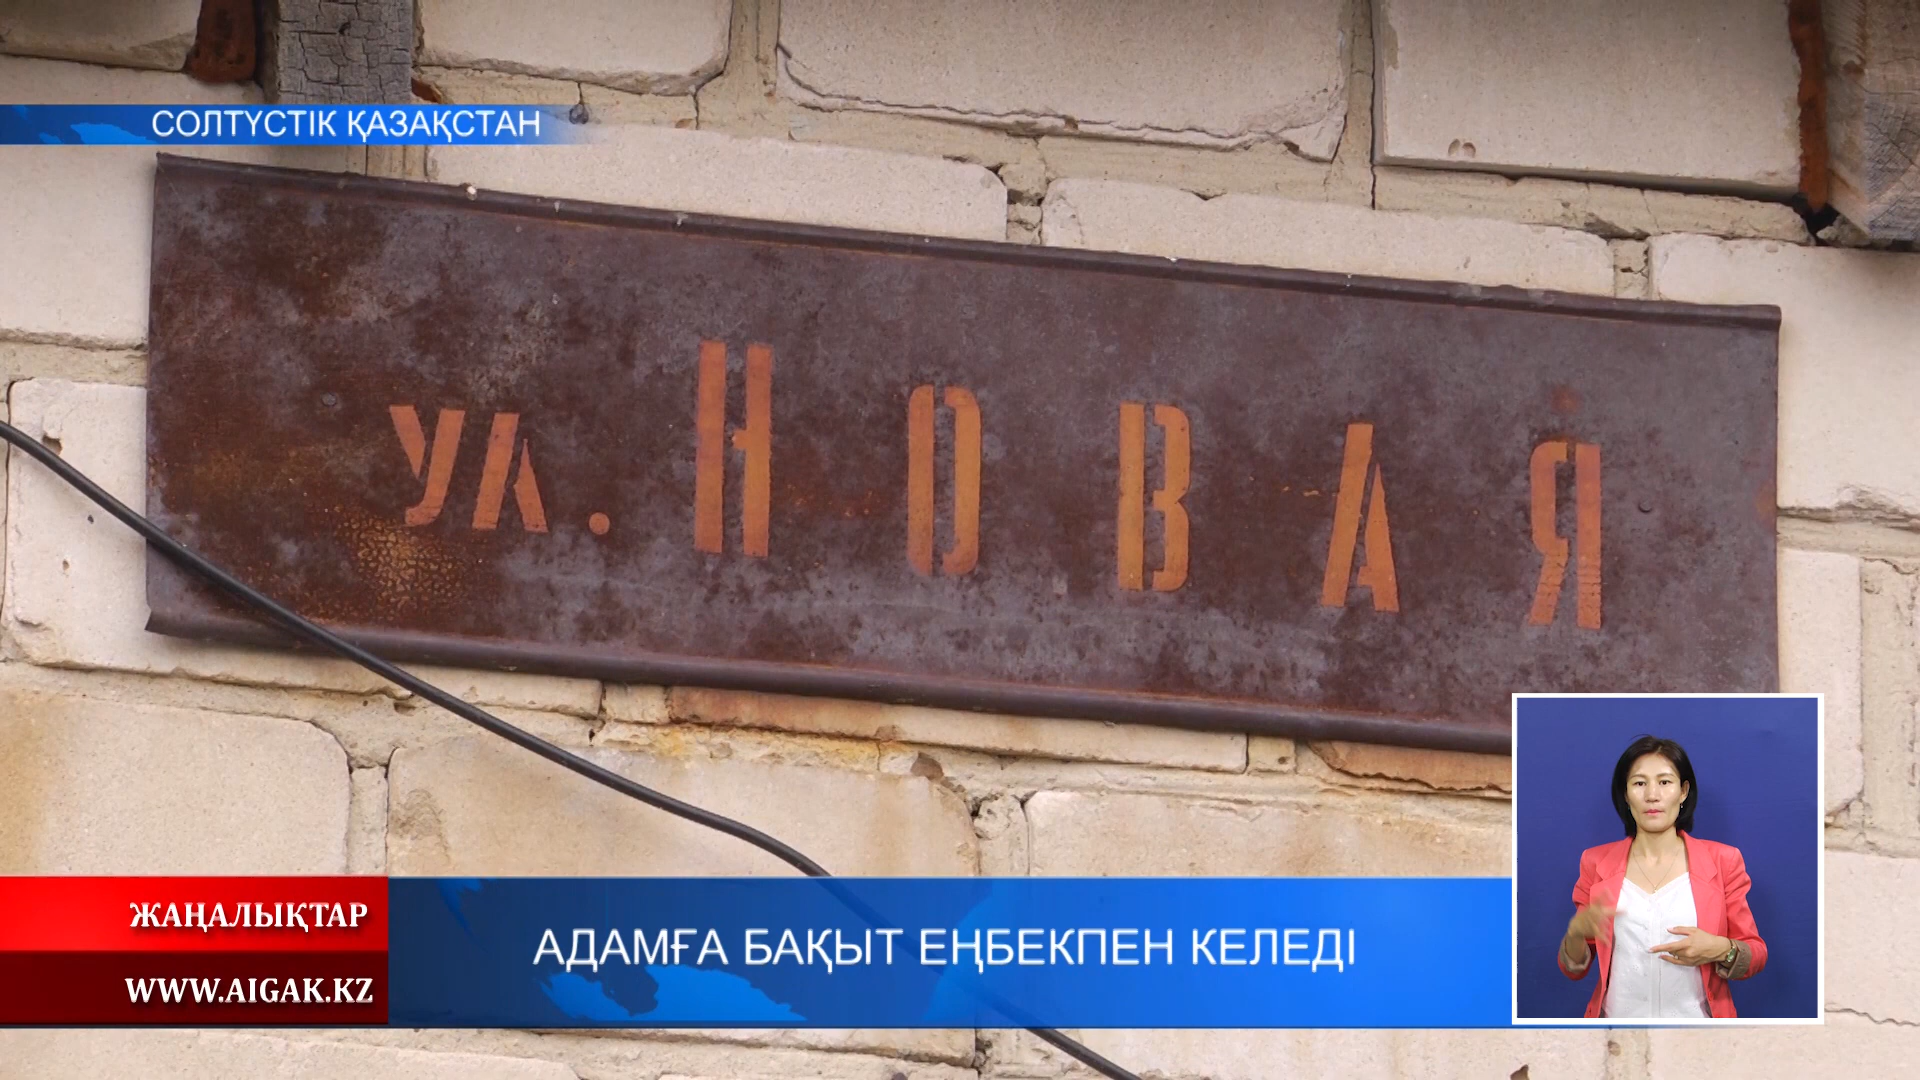 СОЛТҮСТІК ҚАЗАҚСТАН
ул. Новая
ЖАҢАЛЫҚТАР
WWW.AIGAK.KZ
АДАМҒА БАҚЫТ ЕҢБЕКПЕН КЕЛЕДІ